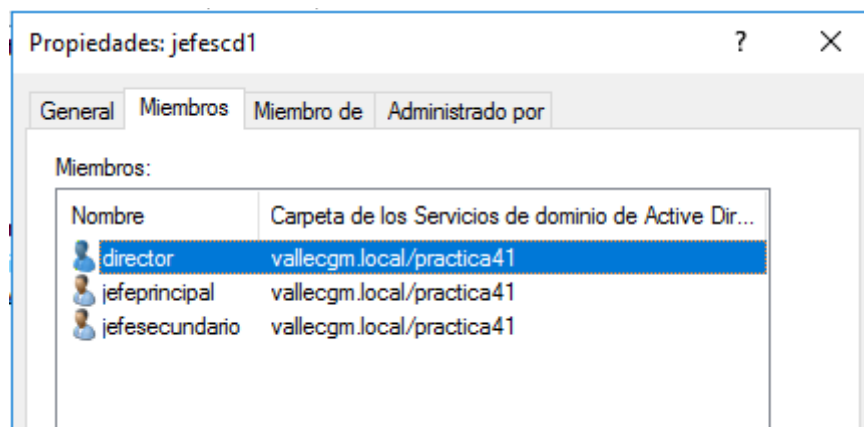 Propiedades: jefescd1 ? X
General Miembros Miembro de Administrado por
Miembros:
Nombre Carpeta de los Servicios de dominio de Active Dir...
director vallecgm.local/practica41
jefeprincipal vallecgm.local/practica41
jefesecundario vallecgm.local/practica41